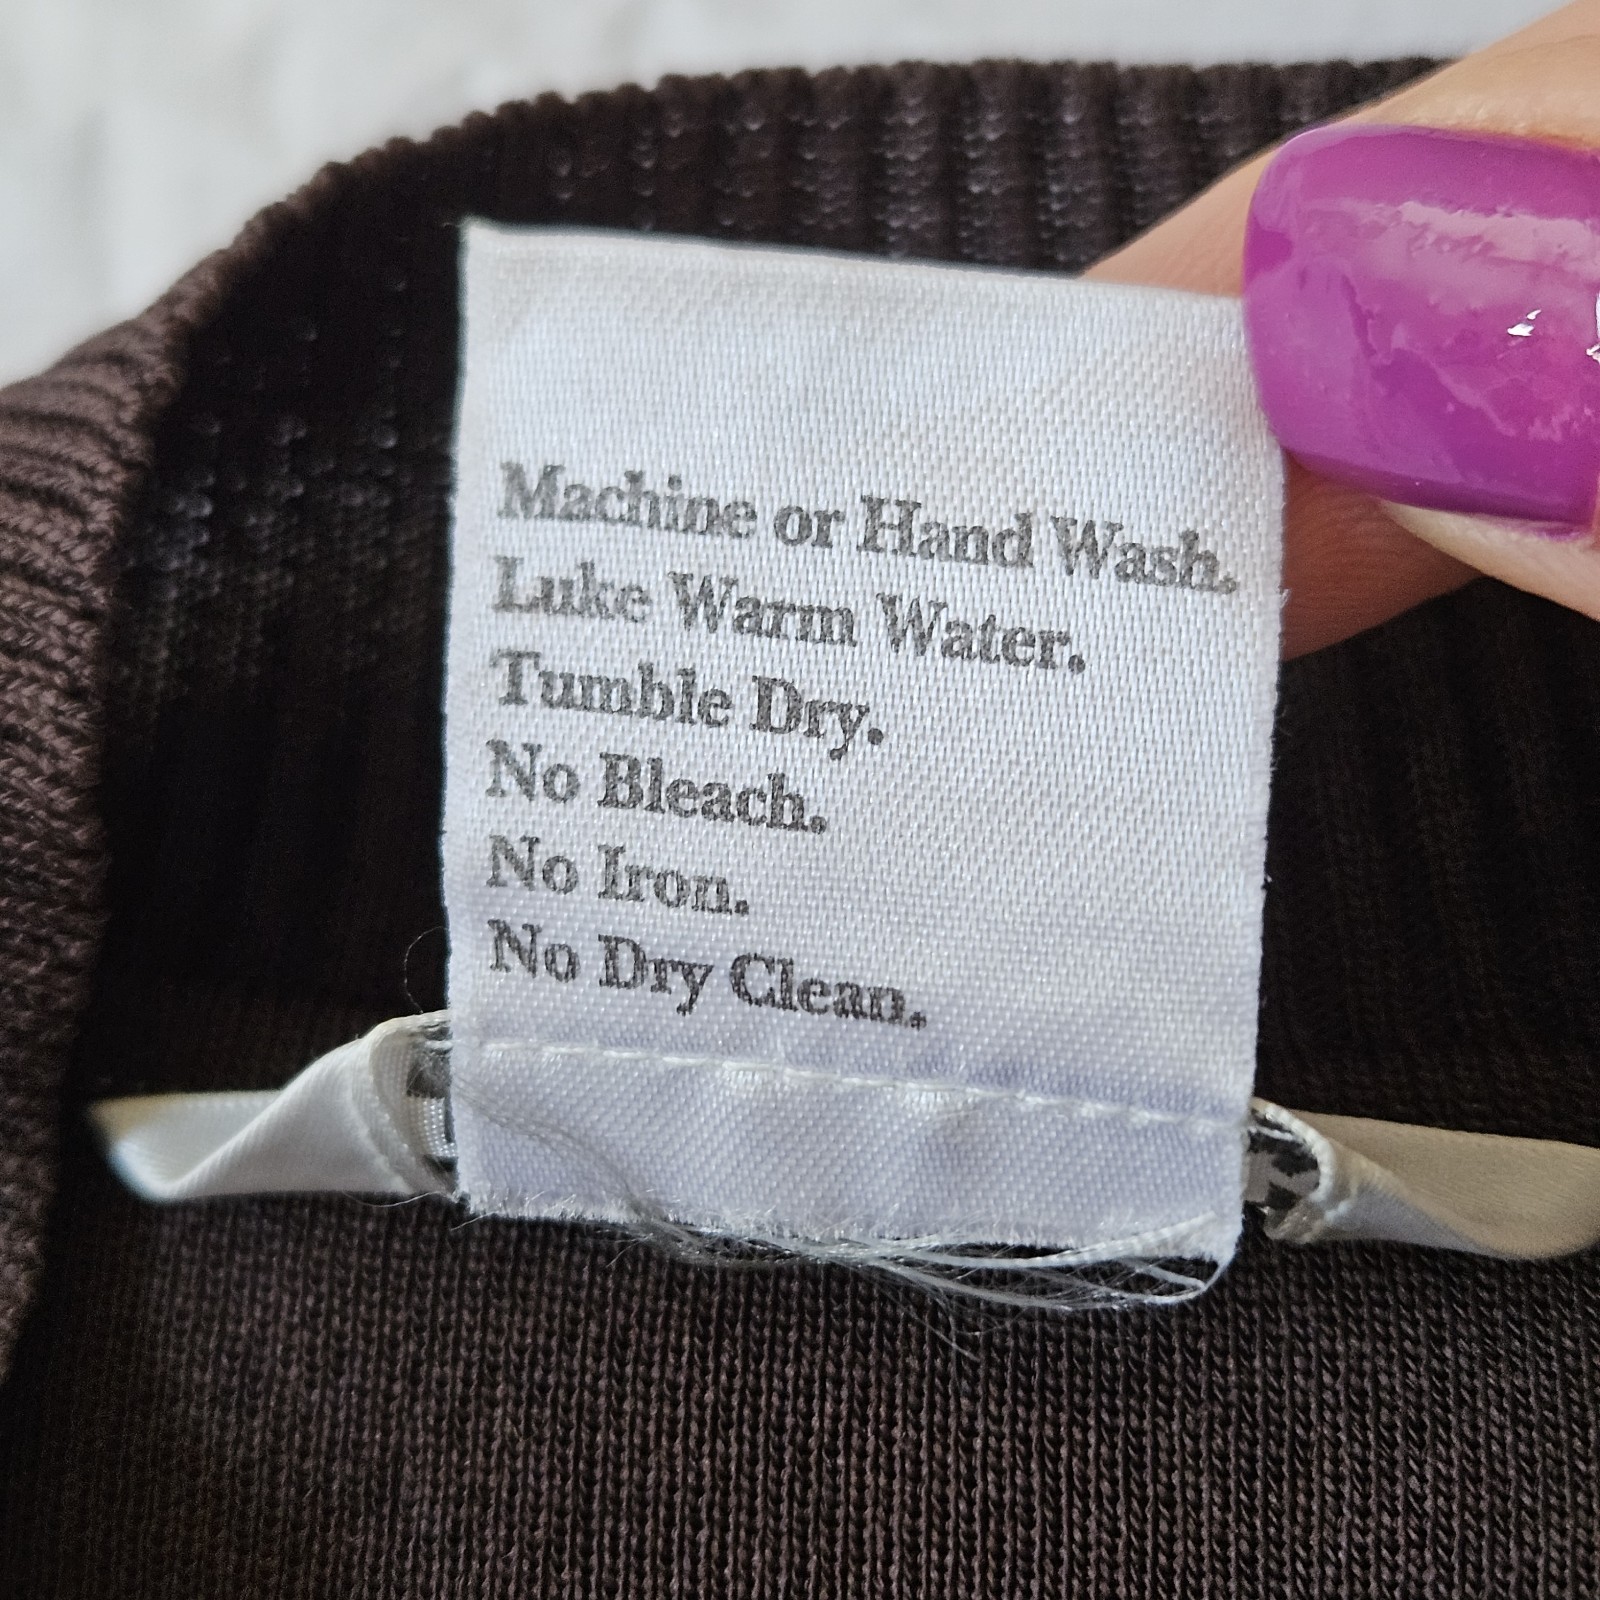 Machine or Hand Wash.
Luke Warm Water.
Tumble Dry.
No Bleach.
No Iron.
No Dry Clean.